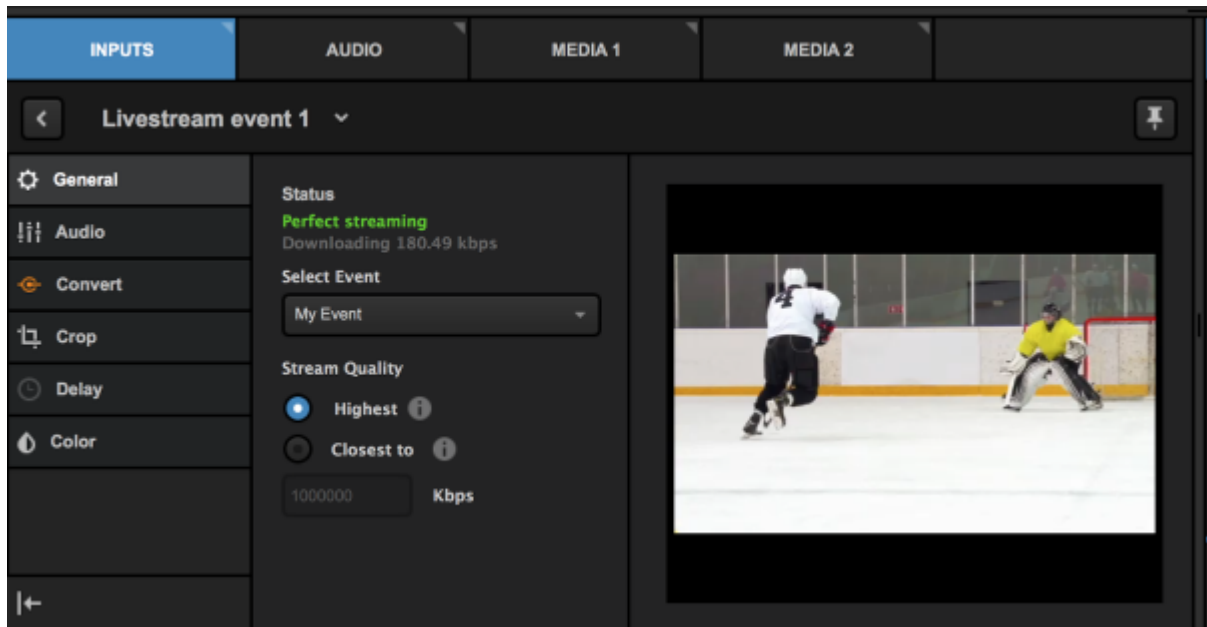 INPUTS
AUDIO
MEDIA 1
MEDIA 2
Livestream event 1
General
Audio
Convert
Crop
Delay
Color
Status
Perfect streaming
Downloading 180.49 kbps
Select Event
My Event
Stream Quality
Highest
Closest to
1000000 Kbps
4